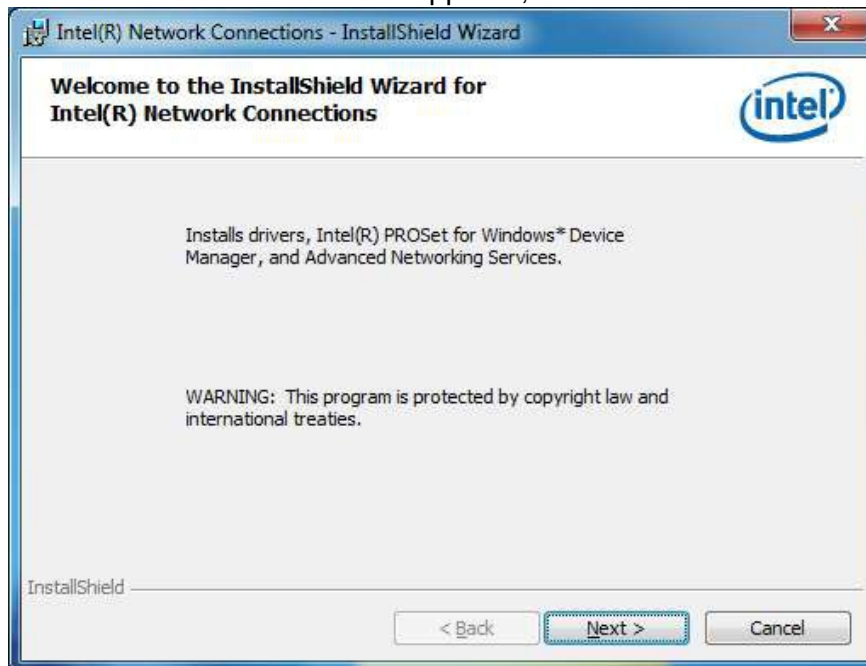 Intel(R) Network Connections - InstallShield Wizard
Welcome to the InstallShield Wizard for
Intel(R) Network Connections
intel
Installs drivers, Intel(R) PROSet for Windows* Device
Manager, and Advanced Networking Services.
WARNING: This program is protected by copyright law and
international treaties.
InstallShield
< Back Next > Cancel